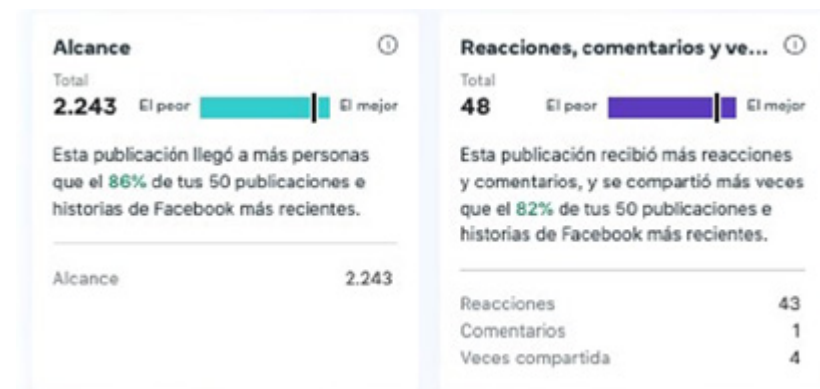 Alcance
Total
2.243 El peor El mejor
Esta publicación llegó a más personas
que el 86% de tus 50 publicaciones e
historias de Facebook más recientes.
Alcance 2.243
Reacciones, comentarios y ve...
Total
48 El peor El mejor
Esta publicación recibió más reacciones
y comentarios, y se compartió más veces
que el 82% de tus 50 publicaciones e
historias de Facebook más recientes.
Reacciones 43
Comentarios 1
Veces compartida 4